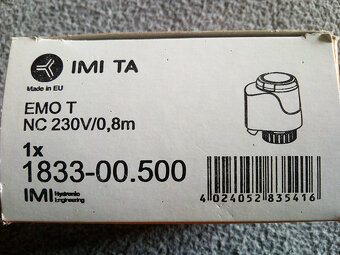 IMI TA
Made in EU
EMO T
NC 230V/0,8m
1x
1833-00.500
IMI Hydronic Engineering
4 024052 835416